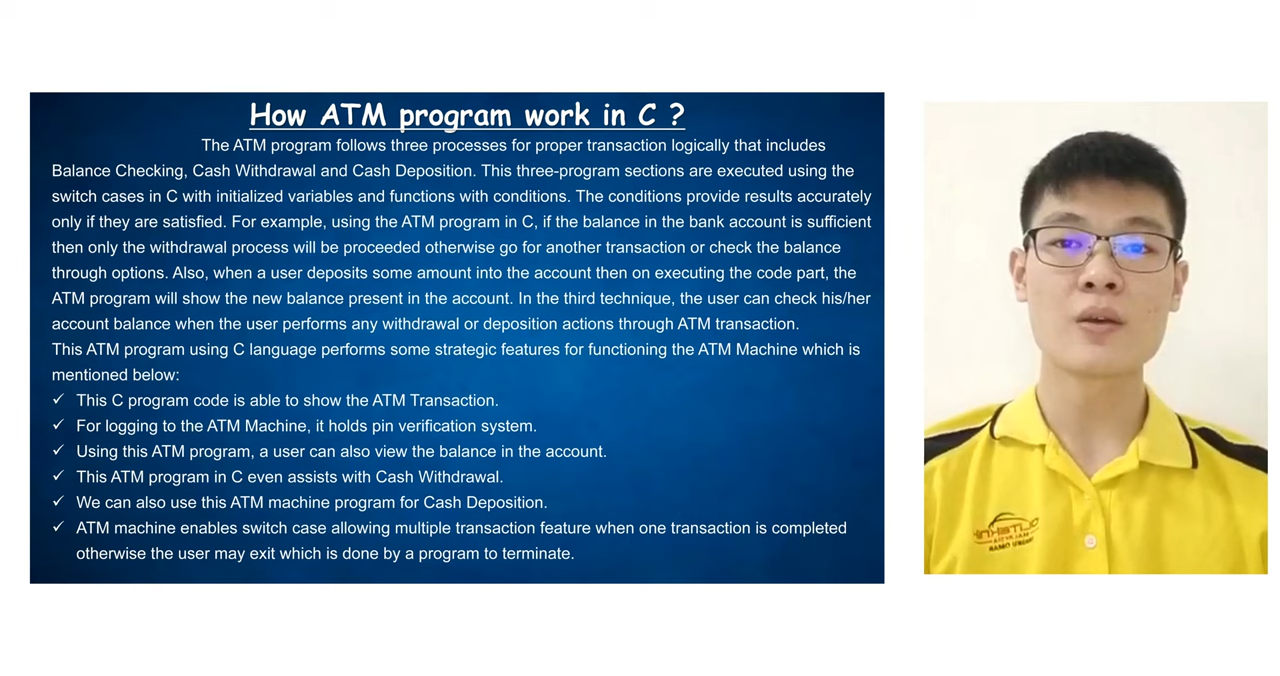 How ATM program work in C ?
The ATM program follows three processes for proper transaction logically that includes
Balance Checking, Cash Withdrawal and Cash Deposition. This three-program sections are executed using the
switch cases in C with initialized variables and functions with conditions. The conditions provide results accurately
only if they are satisfied. For example, using the ATM program in C, if the balance in the bank account is sufficient
then only the withdrawal process will be proceeded otherwise go for another transaction or check the balance
through options. Also, when a user deposits some amount into the account then on executing the code part, the
ATM program will show the new balance present in the account. In the third technique, the user can check his/her
account balance when the user performs any withdrawal or deposition actions through ATM transaction.
This ATM program using C language performs some strategic features for functioning the ATM Machine which is
mentioned below:
✓ This C program code is able to show the ATM Transaction.
✓ For logging to the ATM Machine, it holds pin verification system.
✓ Using this ATM program, a user can also view the balance in the account.
✓ This ATM program in C even assists with Cash Withdrawal.
✓ We can also use this ATM machine program for Cash Deposition.
✓ ATM machine enables switch case allowing multiple transaction feature when one transaction is completed
otherwise the user may exit which is done by a program to terminate.